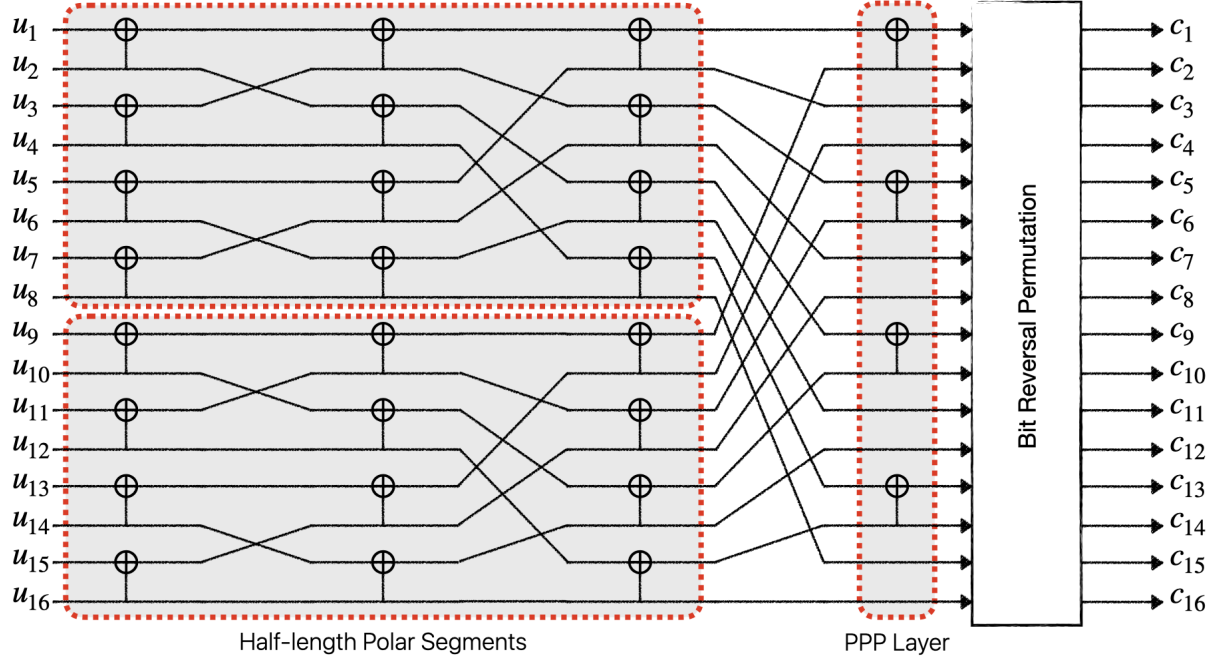 u1 c1
u2 c2
u3 c3
u4 c4
u5 c5
u6 c6
u7 c7
u8 c8
u9 c9
u10 c10
u11 c11
u12 c12
u13 c13
u14 c14
u15 c15
u16 c16
Bit Reversal Permutation
Half-length Polar Segments
PPP Layer